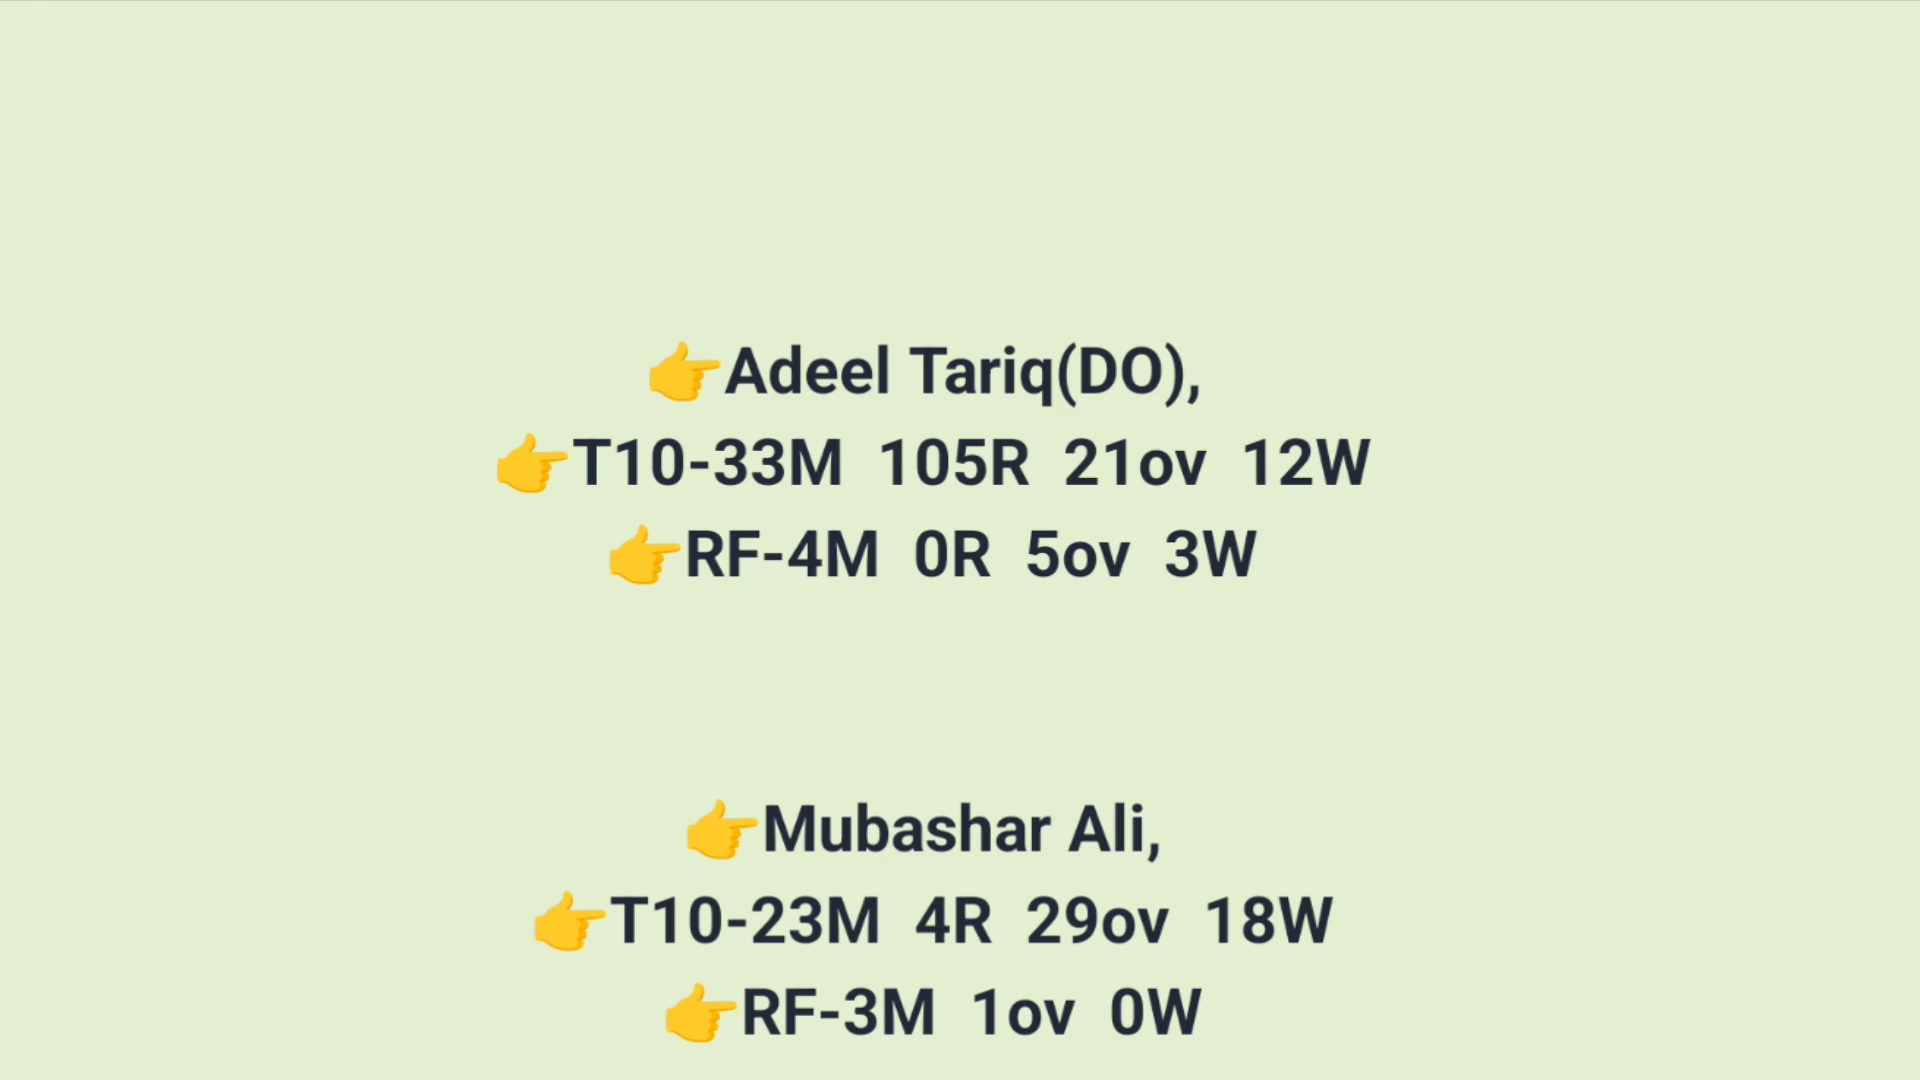 👉Adeel Tariq(DO),
👉T10-33M 105R 21ov 12W
👉RF-4M 0R 5ov 3W
👉Mubashar Ali,
👉T10-23M 4R 29ov 18W
👉RF-3M 1ov 0W